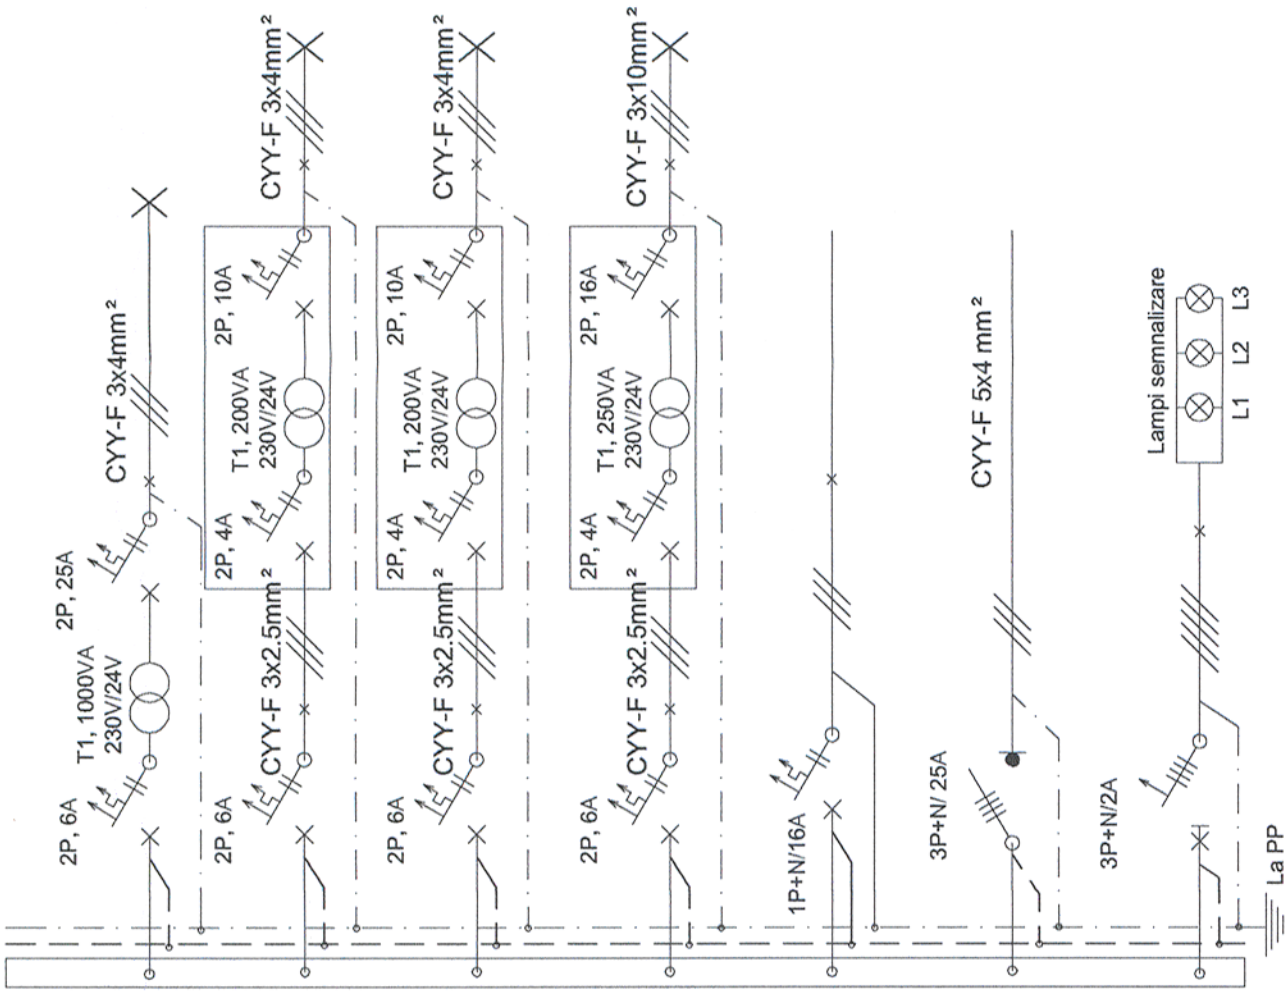 2P, 6A
T1, 1000VA
230V/24V
2P, 25A
CYY-F 3x4mm²
2P, 6A
CYY-F 3x2.5mm²
2P, 4A
T1, 200VA
230V/24V
2P, 10A
CYY-F 3x4mm²
2P, 6A
CYY-F 3x2.5mm²
2P, 4A
T1, 200VA
230V/24V
2P, 10A
CYY-F 3x4mm²
2P, 6A
CYY-F 3x2.5mm²
2P, 4A
T1, 250VA
230V/24V
2P, 16A
CYY-F 3x10mm²
1P+N/16A
3P+N/ 25A
CYY-F 5x4 mm²
3P+N/2A
Lampi semnalizare
L1 L2 L3
La PP